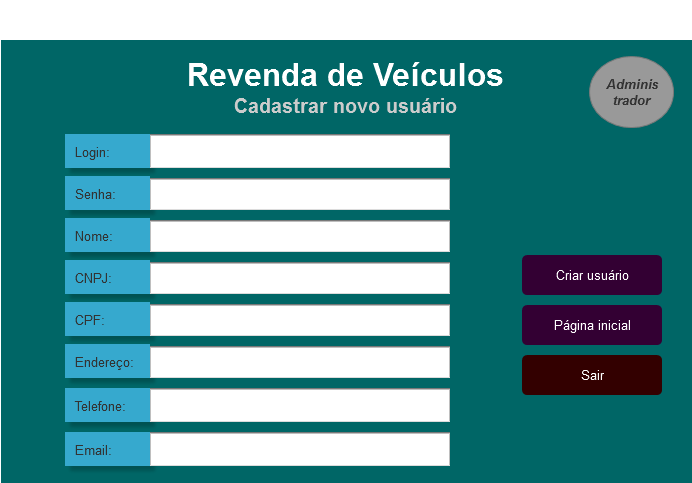 Revenda de Veículos
Cadastrar novo usuário
Adminis
trador
Login:
Senha:
Nome:
CNPJ:
CPF:
Endereço:
Telefone:
Email:
Criar usuário
Página inicial
Sair